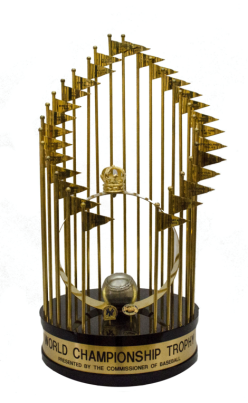 WORLD CHAMPIONSHIP TROPHY
PRESENTED BY THE COMMISSIONER OF BASEBALL